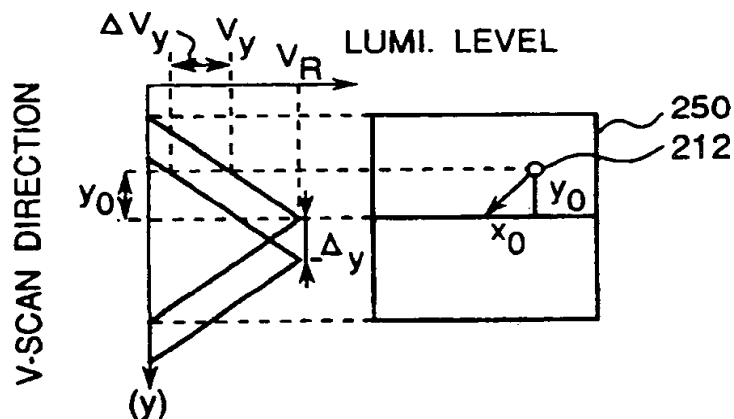 ΔVy
Vy
VR
LUMI. LEVEL
V-SCAN DIRECTION
y0
Δy
(y)
250
212
y0
x0